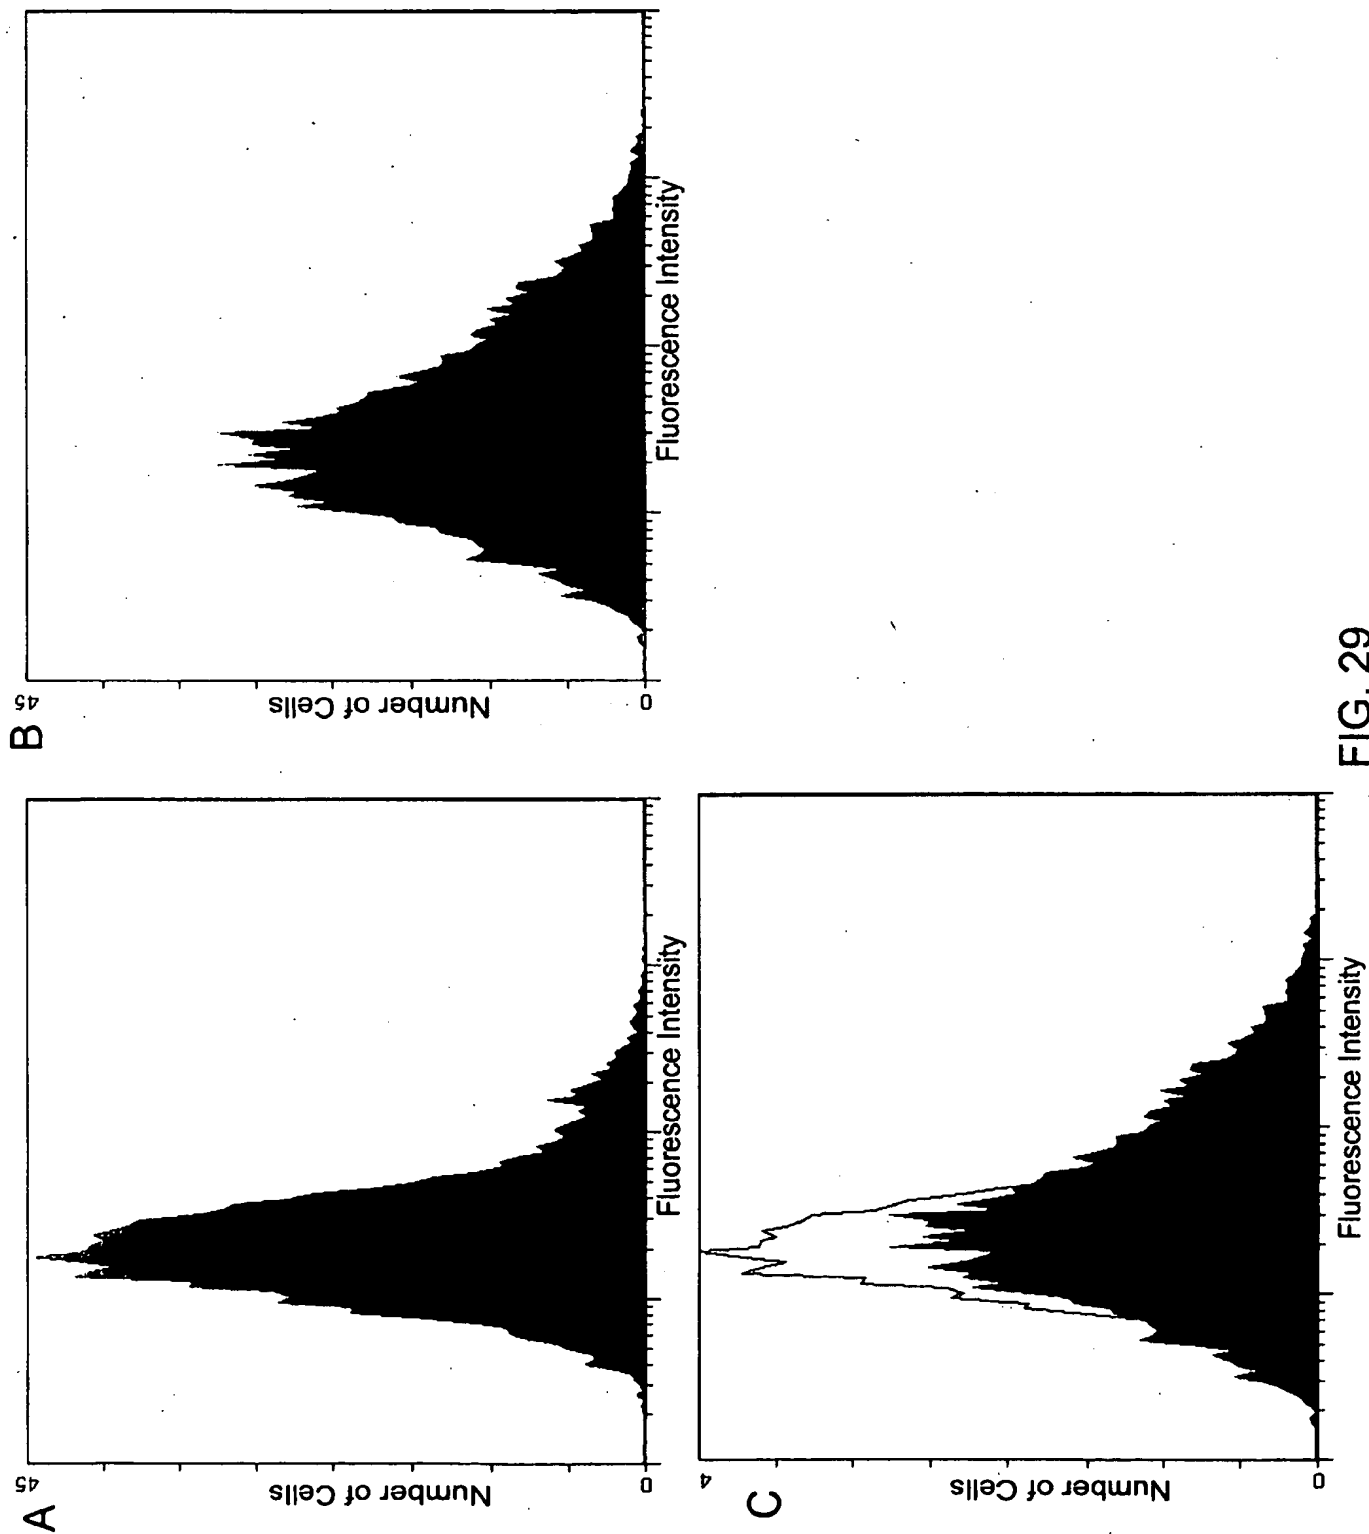 A
45
Number of Cells
0
Fluorescence Intensity
B
45
Number of Cells
0
Fluorescence Intensity
C
4
Number of Cells
0
Fluorescence Intensity
FIG. 29